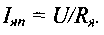 Iяп = U/Rя.